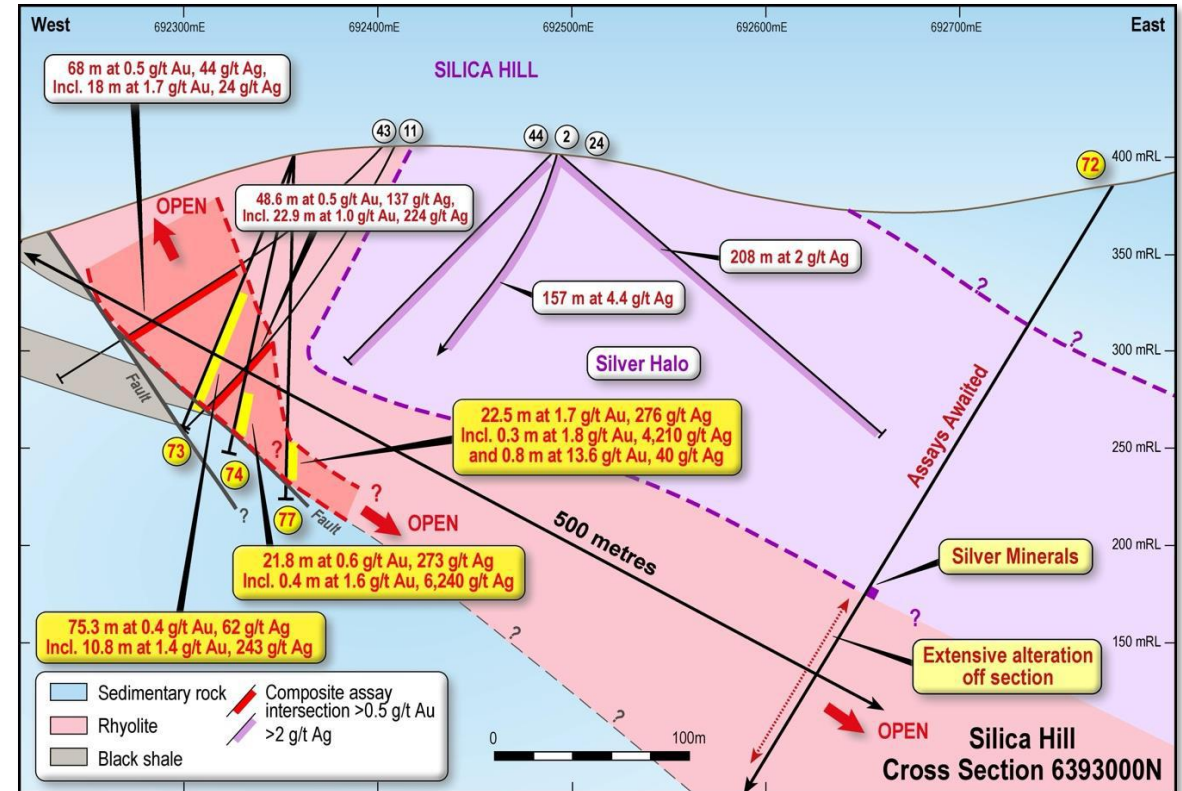 West
692300mE
692400mE
692500mE
692600mE
692700mE
East
SILICA HILL
68 m at 0.5 g/t Au, 44 g/t Ag,
Incl. 18 m at 1.7 g/t Au, 24 g/t Ag
43
11
44
2
24
72
400 mRL
OPEN
48.6 m at 0.5 g/t Au, 137 g/t Ag,
Incl. 22.9 m at 1.0 g/t Au, 224 g/t Ag
208 m at 2 g/t Ag
350 mRL
157 m at 4.4 g/t Ag
?
?
300 mRL
Silver Halo
Fault
Assays Awaited
22.5 m at 1.7 g/t Au, 276 g/t Ag
Incl. 0.3 m at 1.8 g/t Au, 4,210 g/t Ag
and 0.8 m at 13.6 g/t Au, 40 g/t Ag
250 mRL
73
74
?
77
?
?
Fault
OPEN
500 metres
200 mRL
21.8 m at 0.6 g/t Au, 273 g/t Ag
Incl. 0.4 m at 1.6 g/t Au, 6,240 g/t Ag
Silver Minerals
?
75.3 m at 0.4 g/t Au, 62 g/t Ag
Incl. 10.8 m at 1.4 g/t Au, 243 g/t Ag
?
150 mRL
Extensive alteration
off section
Sedimentary rock
Rhyolite
Black shale
Composite assay
intersection >0.5 g/t Au
>2 g/t Ag
?
0
100m
OPEN
Silica Hill
Cross Section 6393000N